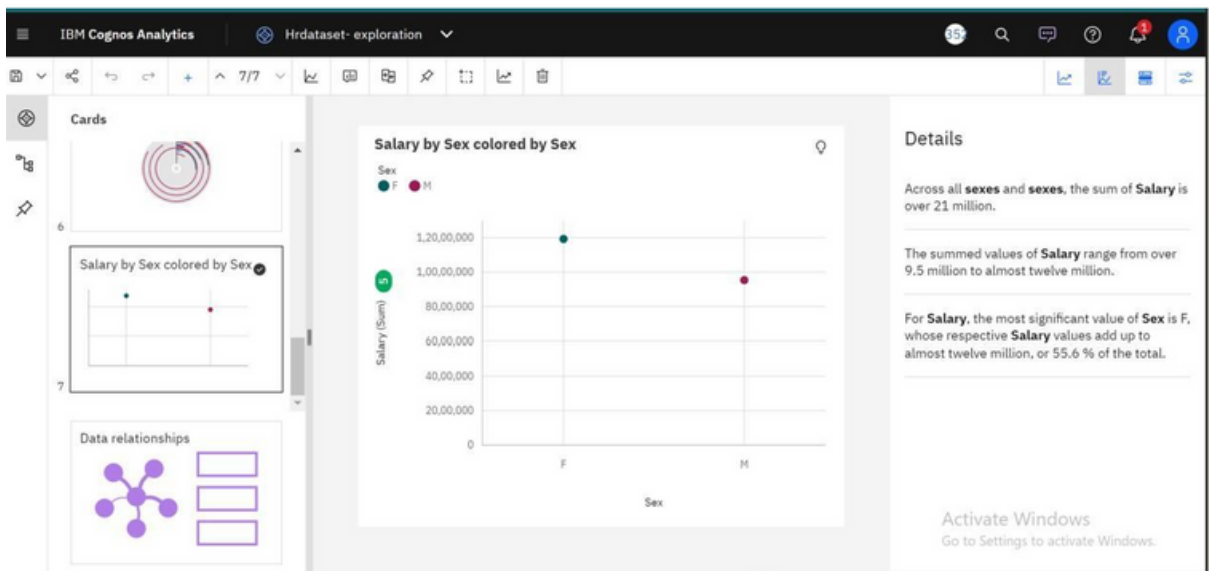 IBM Cognos Analytics
Hrdataset- exploration
1
7/7
Cards
6
Salary by Sex colored by Sex
7
Data relationships
Salary by Sex colored by Sex
Sex
F M
1,20,00,000
1,00,00,000
80,00,000
60,00,000
40,00,000
20,00,000
0
Salary (Sum)
5
F M
Sex
Details
Across all sexes and sexes, the sum of Salary is
over 21 million.
The summed values of Salary range from over
9.5 million to almost twelve million.
For Salary, the most significant value of Sex is F,
whose respective Salary values add up to
almost twelve million, or 55.6 % of the total.
Activate Windows
Go to Settings to activate Windows.